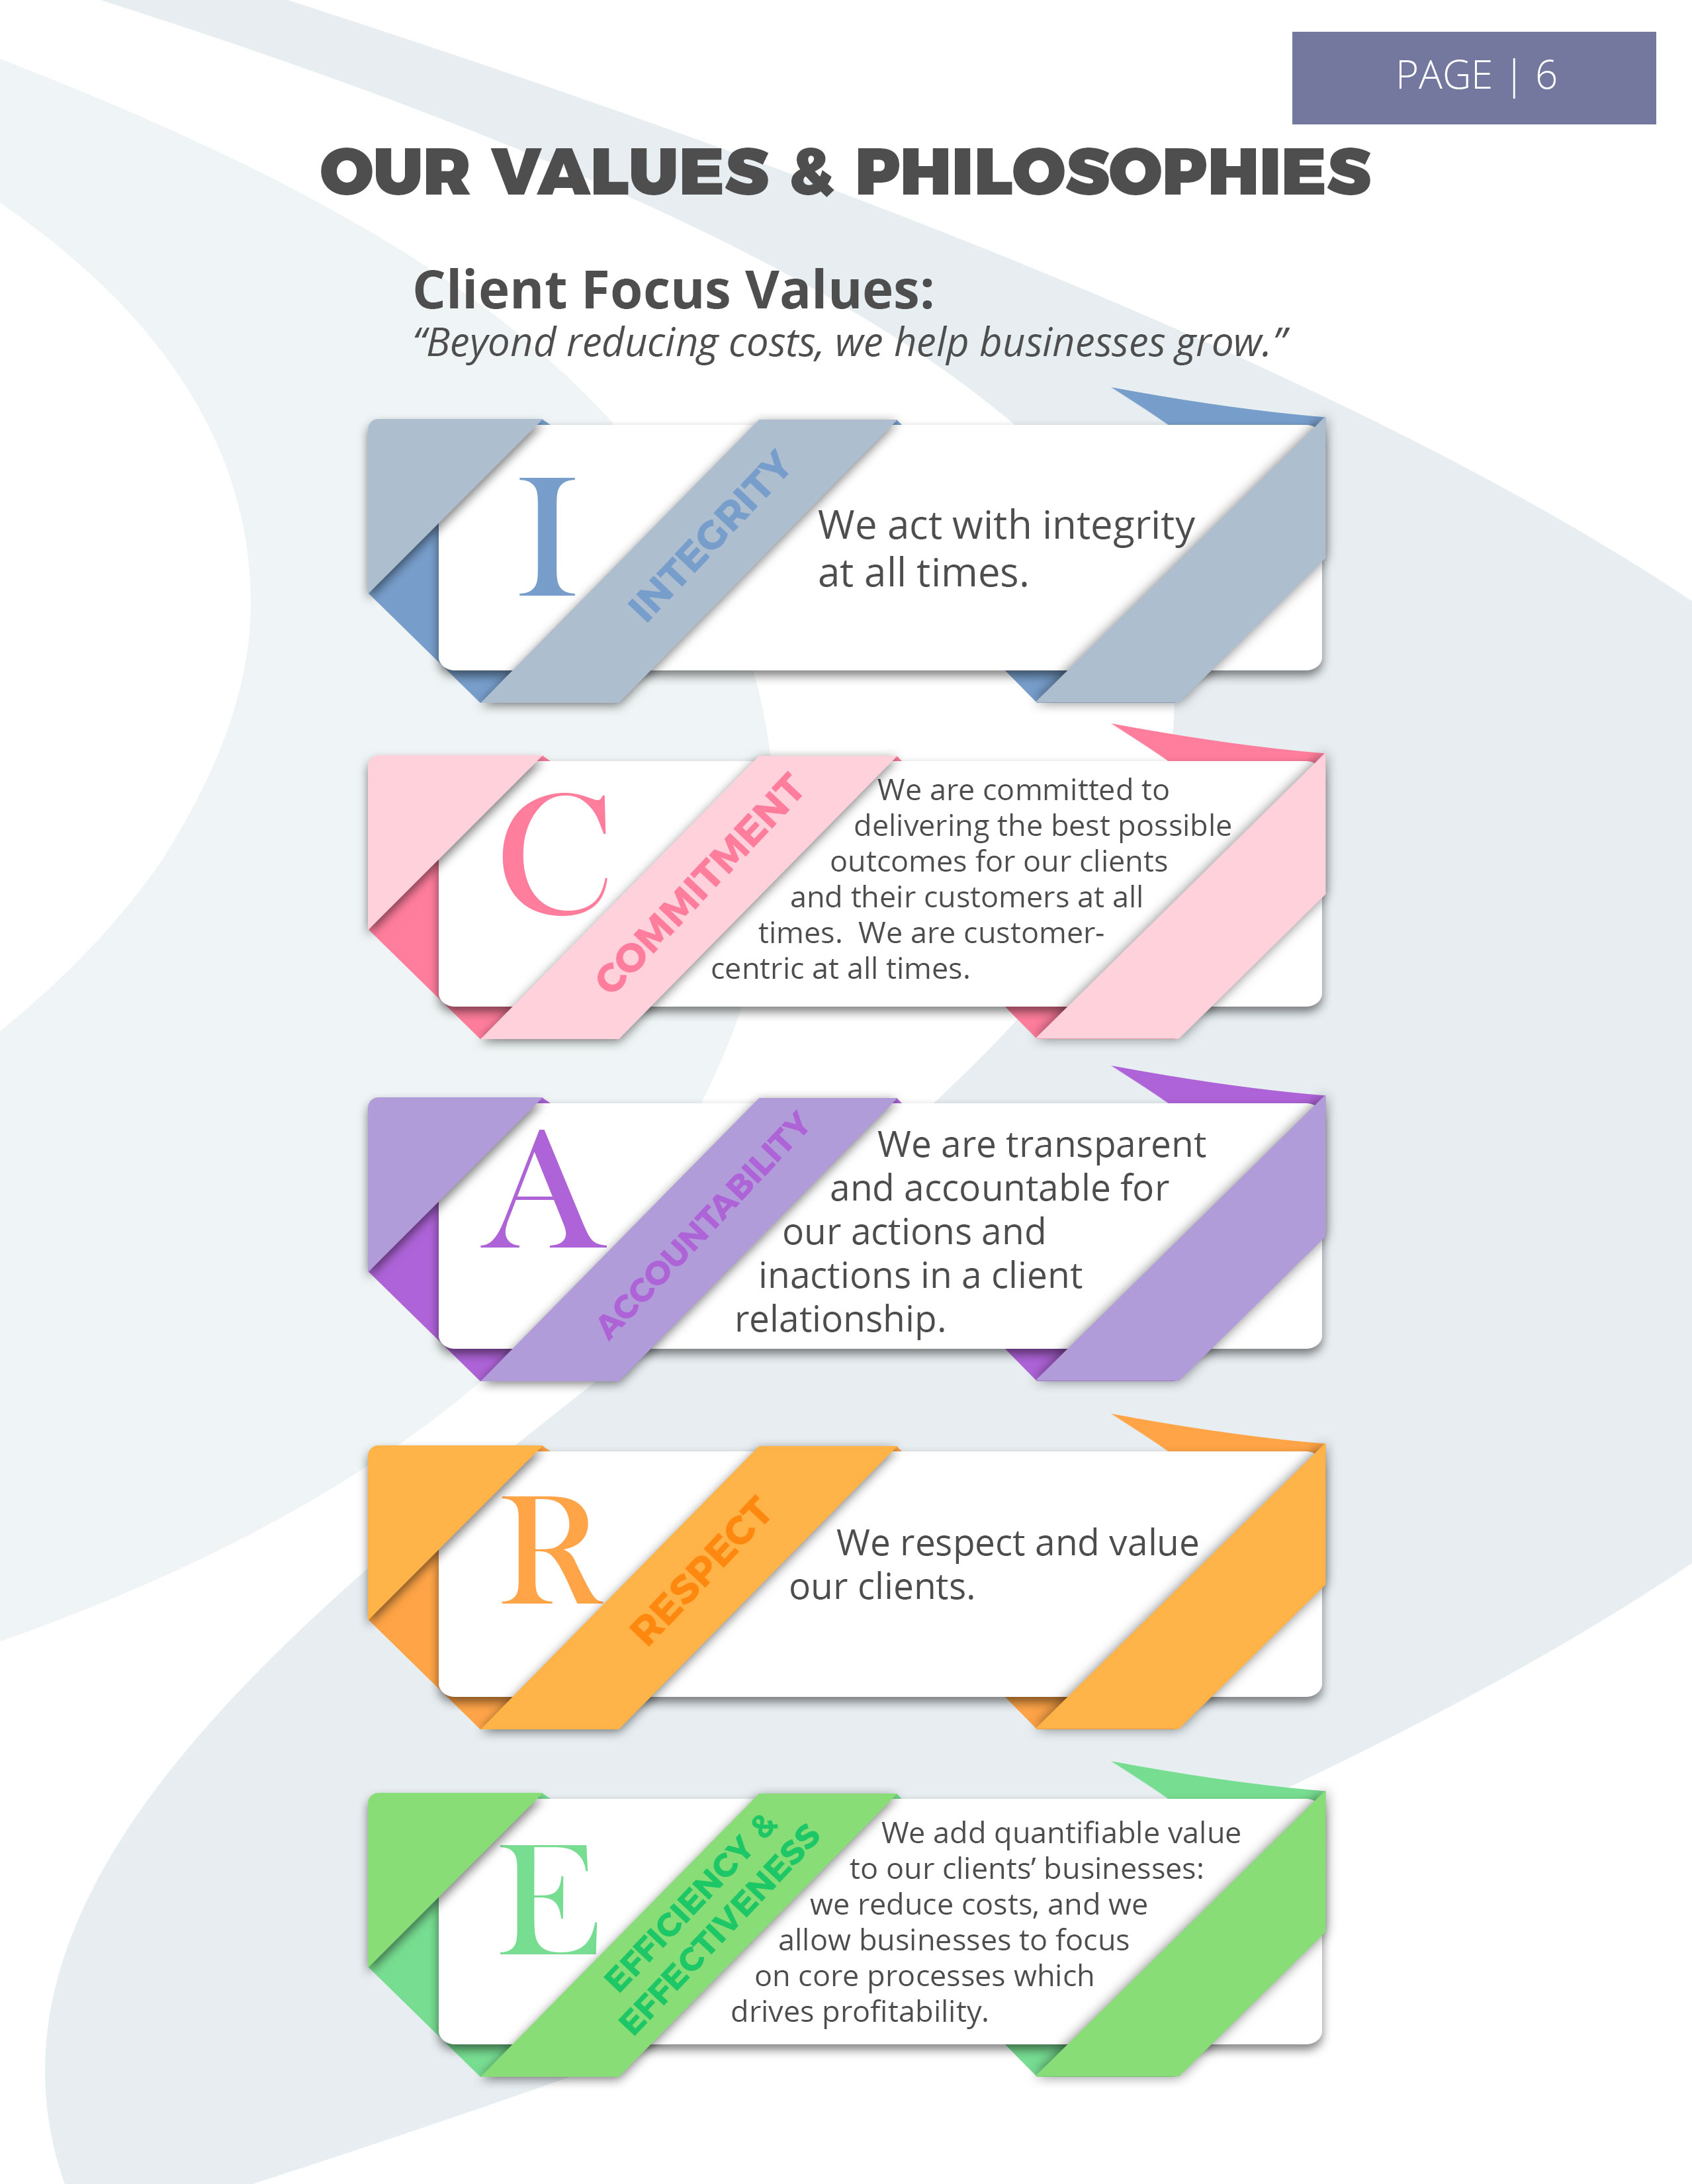 PAGE | 6
OUR VALUES & PHILOSOPHIES
Client Focus Values:
“Beyond reducing costs, we help businesses grow.”
I
INTEGRITY
We act with integrity
at all times.
C
COMMITMENT
We are committed to
delivering the best possible
outcomes for our clients
and their customers at all
times.  We are customer-
centric at all times.
A
ACCOUNTABILITY
We are transparent
and accountable for
our actions and
inactions in a client
relationship.
R
RESPECT
We respect and value
our clients.
E
EFFICIENCY &
EFFECTIVENESS
We add quantifiable value
to our clients’ businesses:
we reduce costs, and we
allow businesses to focus
on core processes which
drives profitability.